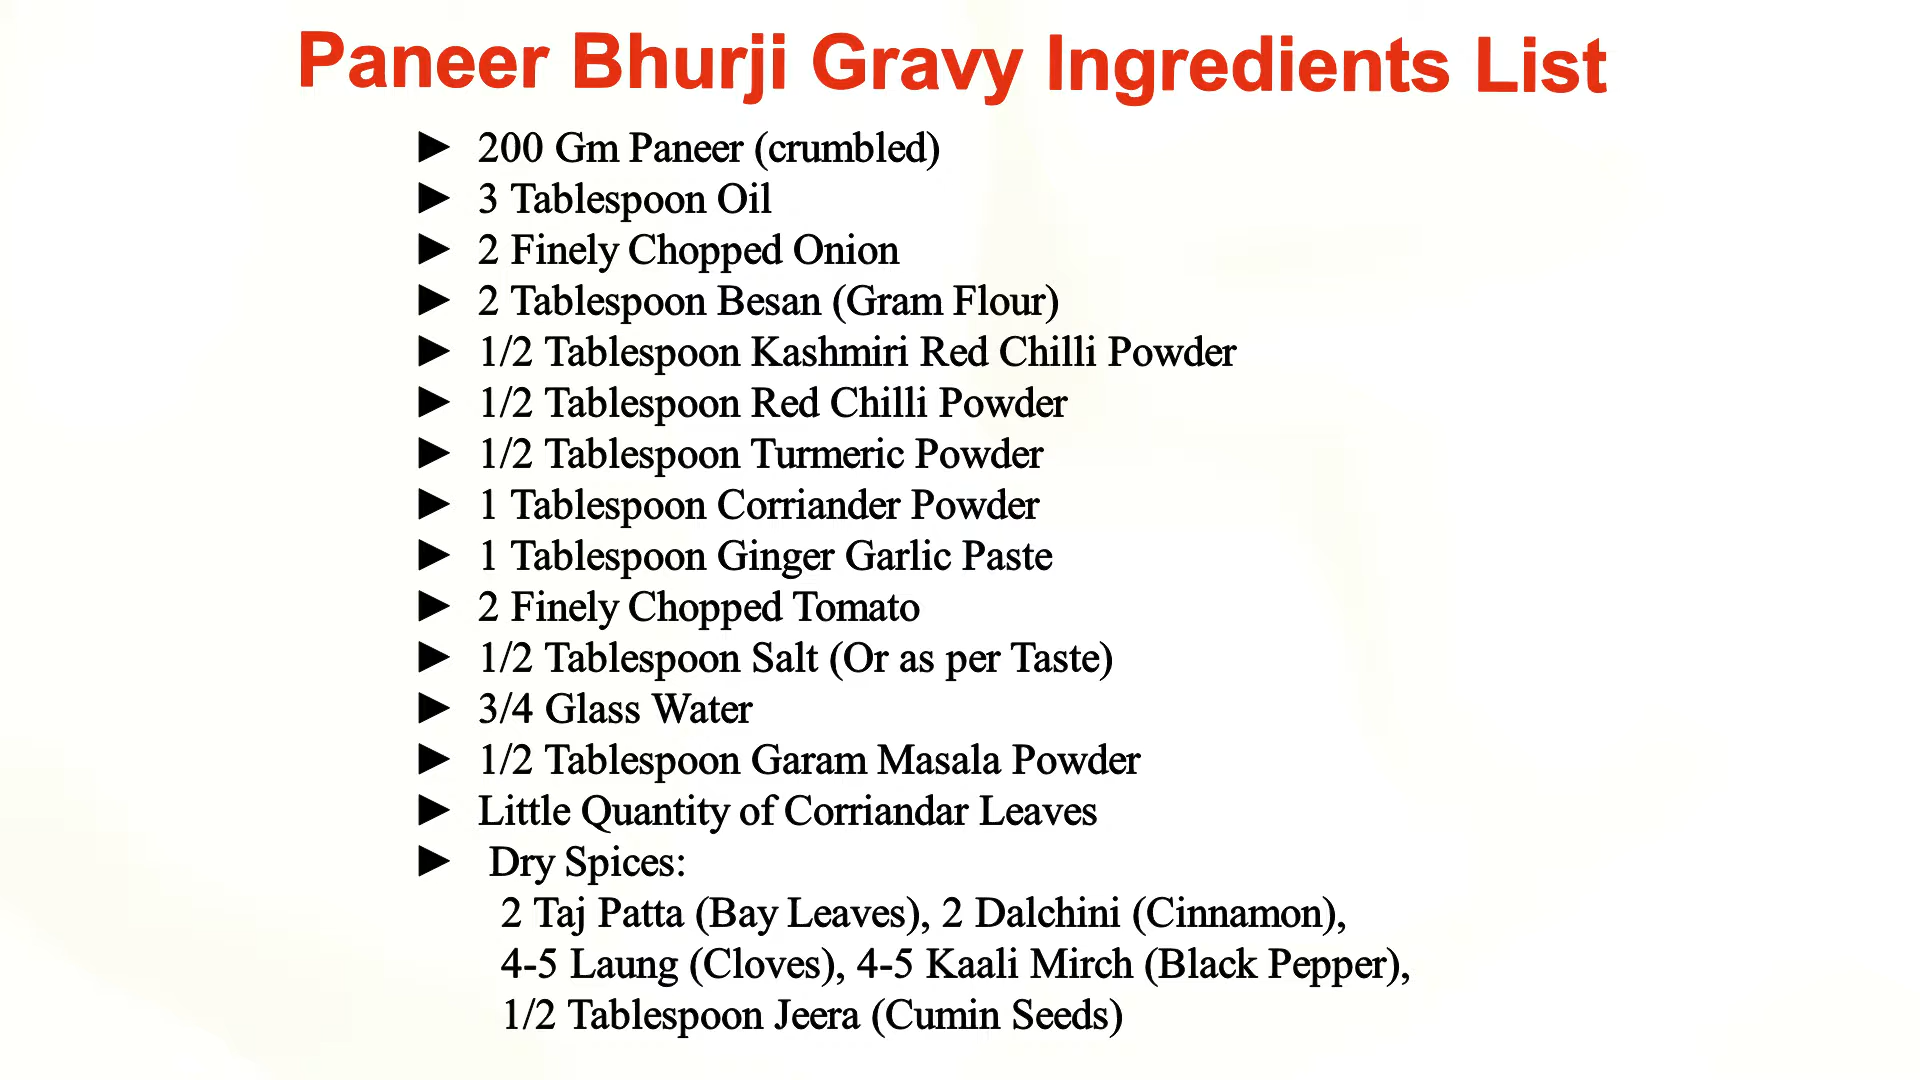 Paneer Bhurji Gravy Ingredients List
► 200 Gm Paneer (crumbled)
► 3 Tablespoon Oil
► 2 Finely Chopped Onion
► 2 Tablespoon Besan (Gram Flour)
► 1/2 Tablespoon Kashmiri Red Chilli Powder
► 1/2 Tablespoon Red Chilli Powder
► 1/2 Tablespoon Turmeric Powder
► 1 Tablespoon Corriander Powder
► 1 Tablespoon Ginger Garlic Paste
► 2 Finely Chopped Tomato
► 1/2 Tablespoon Salt (Or as per Taste)
► 3/4 Glass Water
► 1/2 Tablespoon Garam Masala Powder
► Little Quantity of Corriandar Leaves
► Dry Spices:
2 Taj Patta (Bay Leaves), 2 Dalchini (Cinnamon),
4-5 Laung (Cloves), 4-5 Kaali Mirch (Black Pepper),
1/2 Tablespoon Jeera (Cumin Seeds)